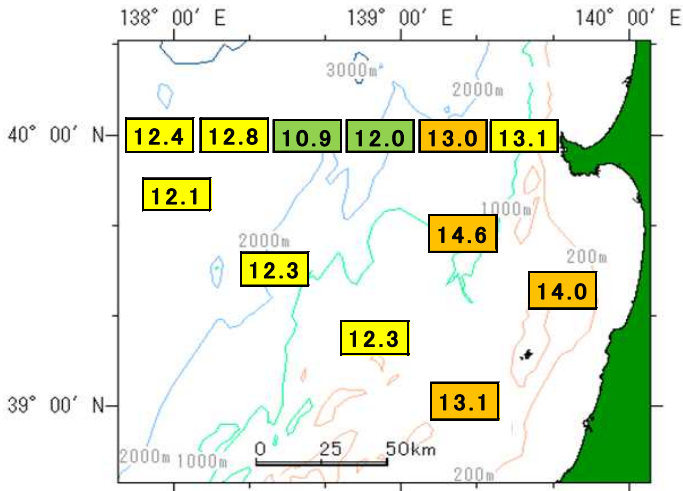 138° 00′ E 139° 00′ E 140° 00′ E
3000m
2000m
40° 00′ N
12.4 12.8 10.9 12.0 13.0 13.1
12.1
1000m
14.6
2000m
200m
12.3
14.0
12.3
39° 00′ N
13.1
0 25 50km
2000m 1000m
200m